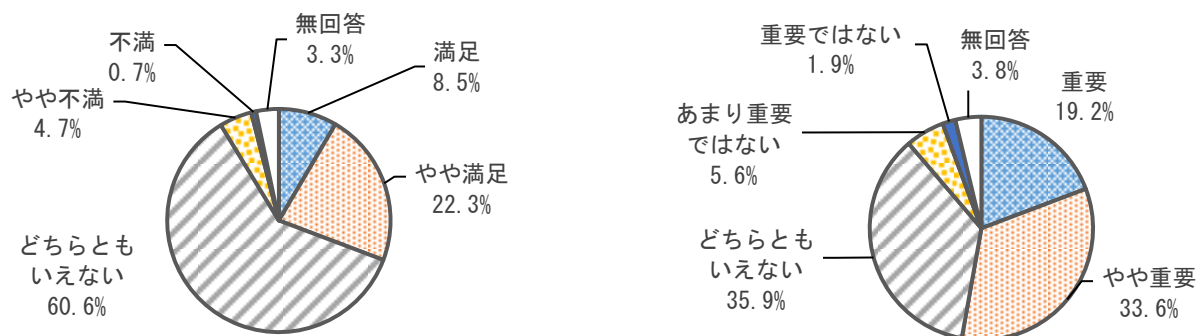 不満
0.7%
無回答
3.3%
満足
8.5%
やや不満
4.7%
やや満足
22.3%
どちらとも
いえない
60.6%
重要ではない
1.9%
無回答
3.8%
重要
19.2%
あまり重要
ではない
5.6%
どちらとも
いえない
35.9%
やや重要
33.6%